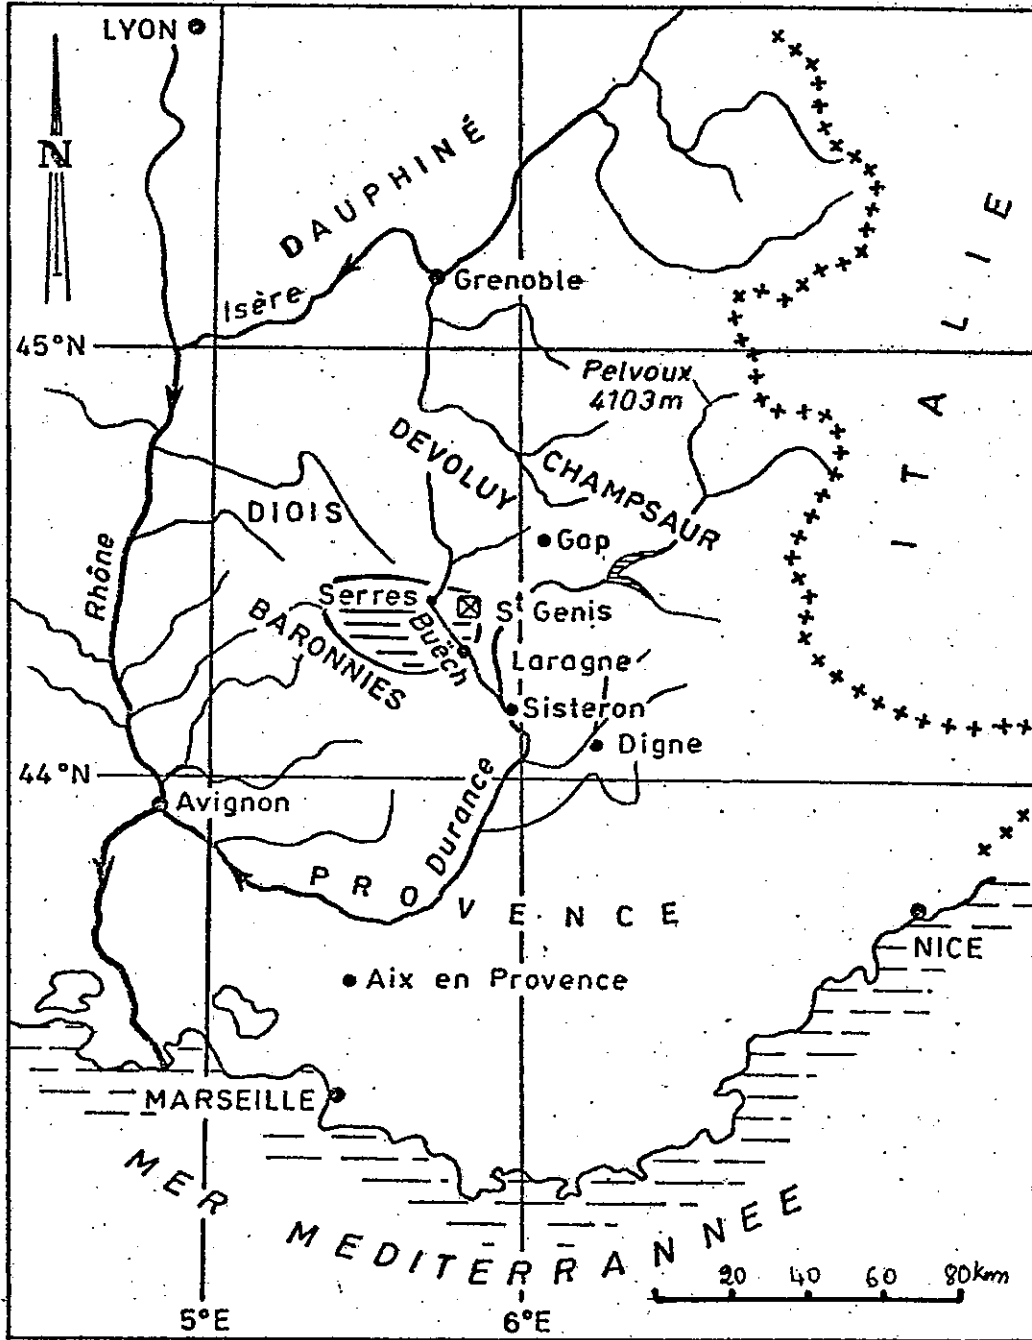 LYON
N
DAUPHINÉ
Isère
Grenoble
45°N
Pelvoux
4103m
ITALIE
DEVOLUY
CHAMPSAUR
DIOIS
Gap
Rhône
Serres
St Genis
BARONNIES
Buëch
Laragne
Sisteron
Digne
44°N
Avignon
Durance
PROVENCE
NICE
Aix en Provence
MARSEILLE
MER MEDITERRANNEE
20 40 60 80km
5°E 6°E